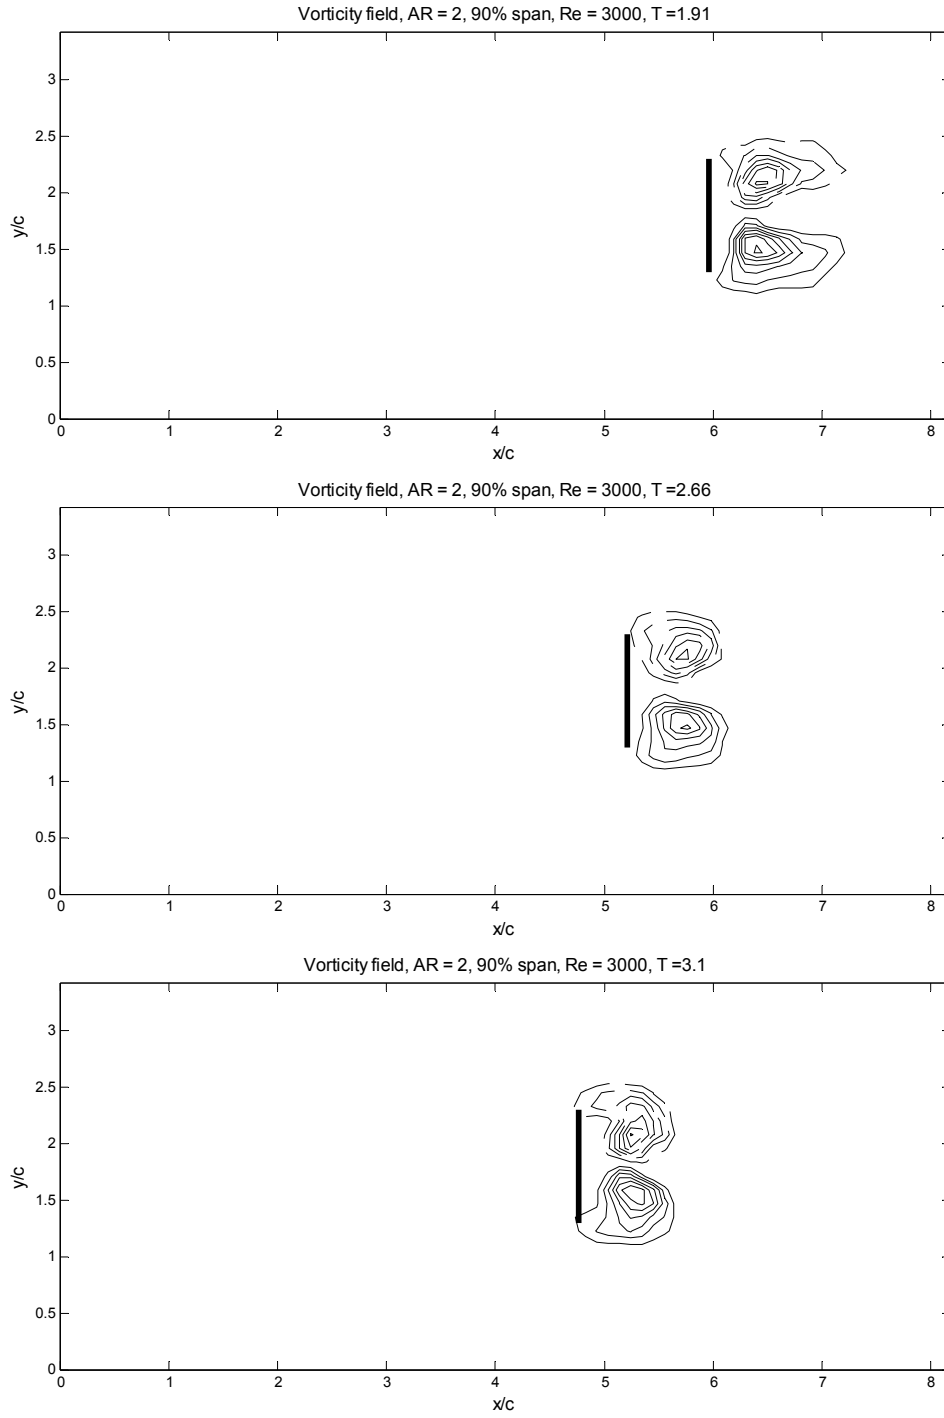 Vorticity field, AR = 2, 90% span, Re = 3000, T =1.91
3
2.5
2
y/c
1.5
1
0.5
0
0 1 2 3 4 5 6 7 8
x/c
Vorticity field, AR = 2, 90% span, Re = 3000, T =2.66
3
2.5
2
y/c
1.5
1
0.5
0
0 1 2 3 4 5 6 7 8
x/c
Vorticity field, AR = 2, 90% span, Re = 3000, T =3.1
3
2.5
2
y/c
1.5
1
0.5
0
0 1 2 3 4 5 6 7 8
x/c